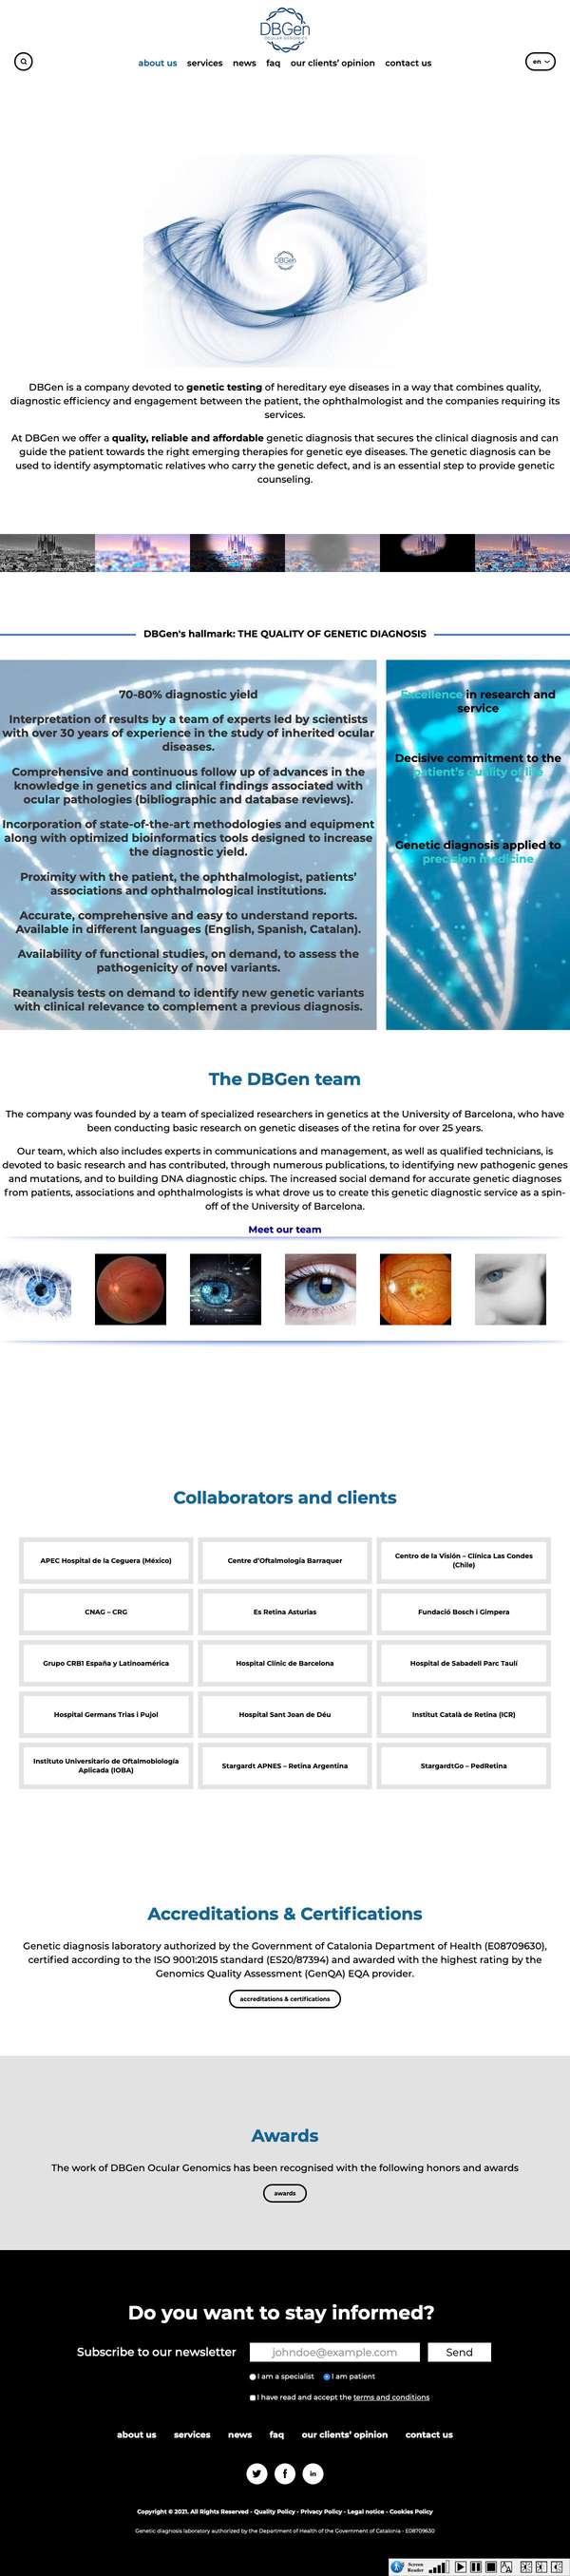 DBGen
OCULAR GENOMICS
about us services news faq our clients' opinion contact us
en
DBGen
DBGen is a company devoted to genetic testing of hereditary eye diseases in a way that combines quality,
diagnostic efficiency and engagement between the patient, the ophthalmologist and the companies requiring its
services.
At DBGen we offer a quality, reliable and affordable genetic diagnosis that secures the clinical diagnosis and can
guide the patient towards the right emerging therapies for genetic eye diseases. The genetic diagnosis can be
used to identify asymptomatic relatives who carry the genetic defect, and is an essential step to provide genetic
counseling.
DBGen's hallmark: THE QUALITY OF GENETIC DIAGNOSIS
70-80% diagnostic yield
Interpretation of results by a team of experts led by scientists
with over 30 years of experience in the study of inherited ocular
diseases.
Comprehensive and continuous follow up of advances in the
knowledge in genetics and clinical findings associated with
ocular pathologies (bibliographic and database reviews).
Incorporation of state-of-the-art methodologies and equipment
along with optimized bioinformatics tools designed to increase
the diagnostic yield.
Proximity with the patient, the ophthalmologist, patients'
associations and ophthalmological institutions.
Accurate, comprehensive and easy to understand reports.
Available in different languages (English, Spanish, Catalan).
Availability of functional studies, on demand, to assess the
pathogenicity of novel variants.
Reanalysis tests on demand to identify new genetic variants
with clinical relevance to complement a previous diagnosis.
Excellence in research and
service
Decisive commitment to the
patient's quality of life
Genetic diagnosis applied to
precision medicine
The DBGen team
The company was founded by a team of specialized researchers in genetics at the University of Barcelona, who have
been conducting basic research on genetic diseases of the retina for over 25 years.
Our team, which also includes experts in communications and management, as well as qualified technicians, is
devoted to basic research and has contributed, through numerous publications, to identifying new pathogenic genes
and mutations, and to building DNA diagnostic chips. The increased social demand for accurate genetic diagnoses
from patients, associations and ophthalmologists is what drove us to create this genetic diagnostic service as a spin-
off of the University of Barcelona.
Meet our team
Collaborators and clients
APEC Hospital de la Ceguera (México)
Centre d'Oftalmologia Barraquer
Centro de la Visión – Clínica Las Condes
(Chile)
CNAG – CRG
Es Retina Asturias
Fundació Bosch i Gimpera
Grupo CRB1 España y Latinoamérica
Hospital Clínic de Barcelona
Hospital de Sabadell Parc Taulí
Hospital Germans Trias i Pujol
Hospital Sant Joan de Déu
Institut Català de Retina (ICR)
Instituto Universitario de Oftalmobiología
Aplicada (IOBA)
Stargardt APNES – Retina Argentina
StargardtGo – PedRetina
Accreditations & Certifications
Genetic diagnosis laboratory authorized by the Government of Catalonia Department of Health (E08709630),
certified according to the ISO 9001:2015 standard (ES20/87394) and awarded with the highest rating by the
Genomics Quality Assessment (GenQA) EQA provider.
accreditations & certifications
Awards
The work of DBGen Ocular Genomics has been recognised with the following honors and awards
awards
Do you want to stay informed?
Subscribe to our newsletter johndoe@example.com Send
I am a specialist I am patient
I have read and accept the terms and conditions
about us services news faq our clients' opinion contact us
Copyright © 2021. All Rights Reserved - Quality Policy - Privacy Policy - Legal notice - Cookies Policy
Genetic diagnosis laboratory authorized by the Department of Health of the Government of Catalonia - E08709630
Screen
Reader